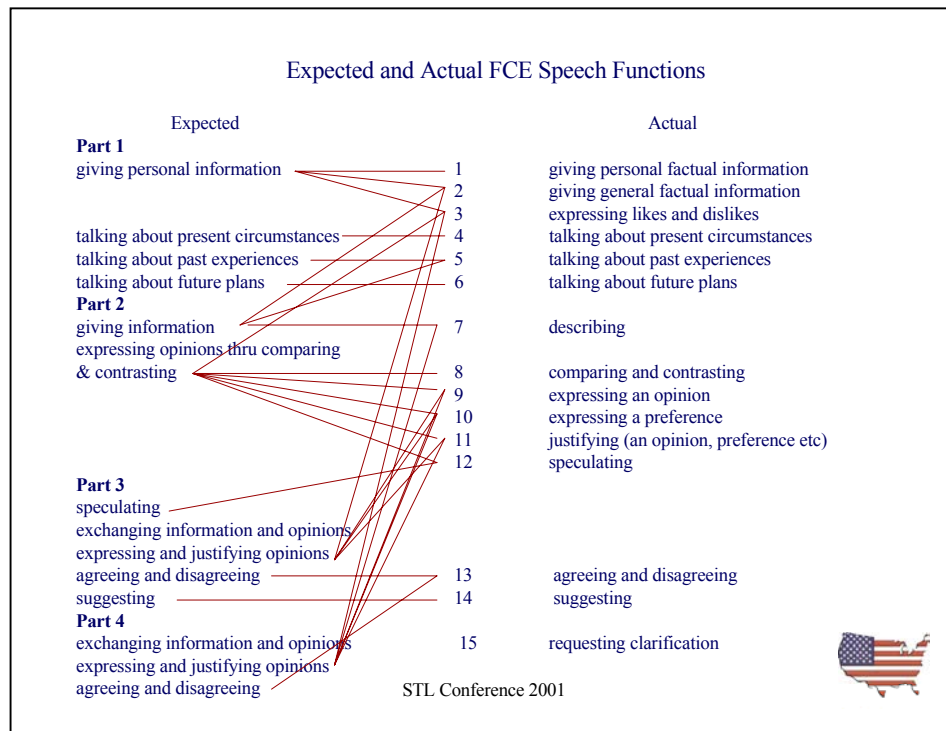 Expected and Actual FCE Speech Functions
Expected Actual
Part 1
giving personal information 1 giving personal factual information
2 giving general factual information
3 expressing likes and dislikes
talking about present circumstances 4 talking about present circumstances
talking about past experiences 5 talking about past experiences
talking about future plans 6 talking about future plans
Part 2
giving information 7 describing
expressing opinions thru comparing
& contrasting 8 comparing and contrasting
9 expressing an opinion
10 expressing a preference
11 justifying (an opinion, preference etc)
12 speculating
Part 3
speculating
exchanging information and opinions
expressing and justifying opinions
agreeing and disagreeing 13 agreeing and disagreeing
suggesting 14 suggesting
Part 4
exchanging information and opinions 15 requesting clarification
expressing and justifying opinions
agreeing and disagreeing STL Conference 2001